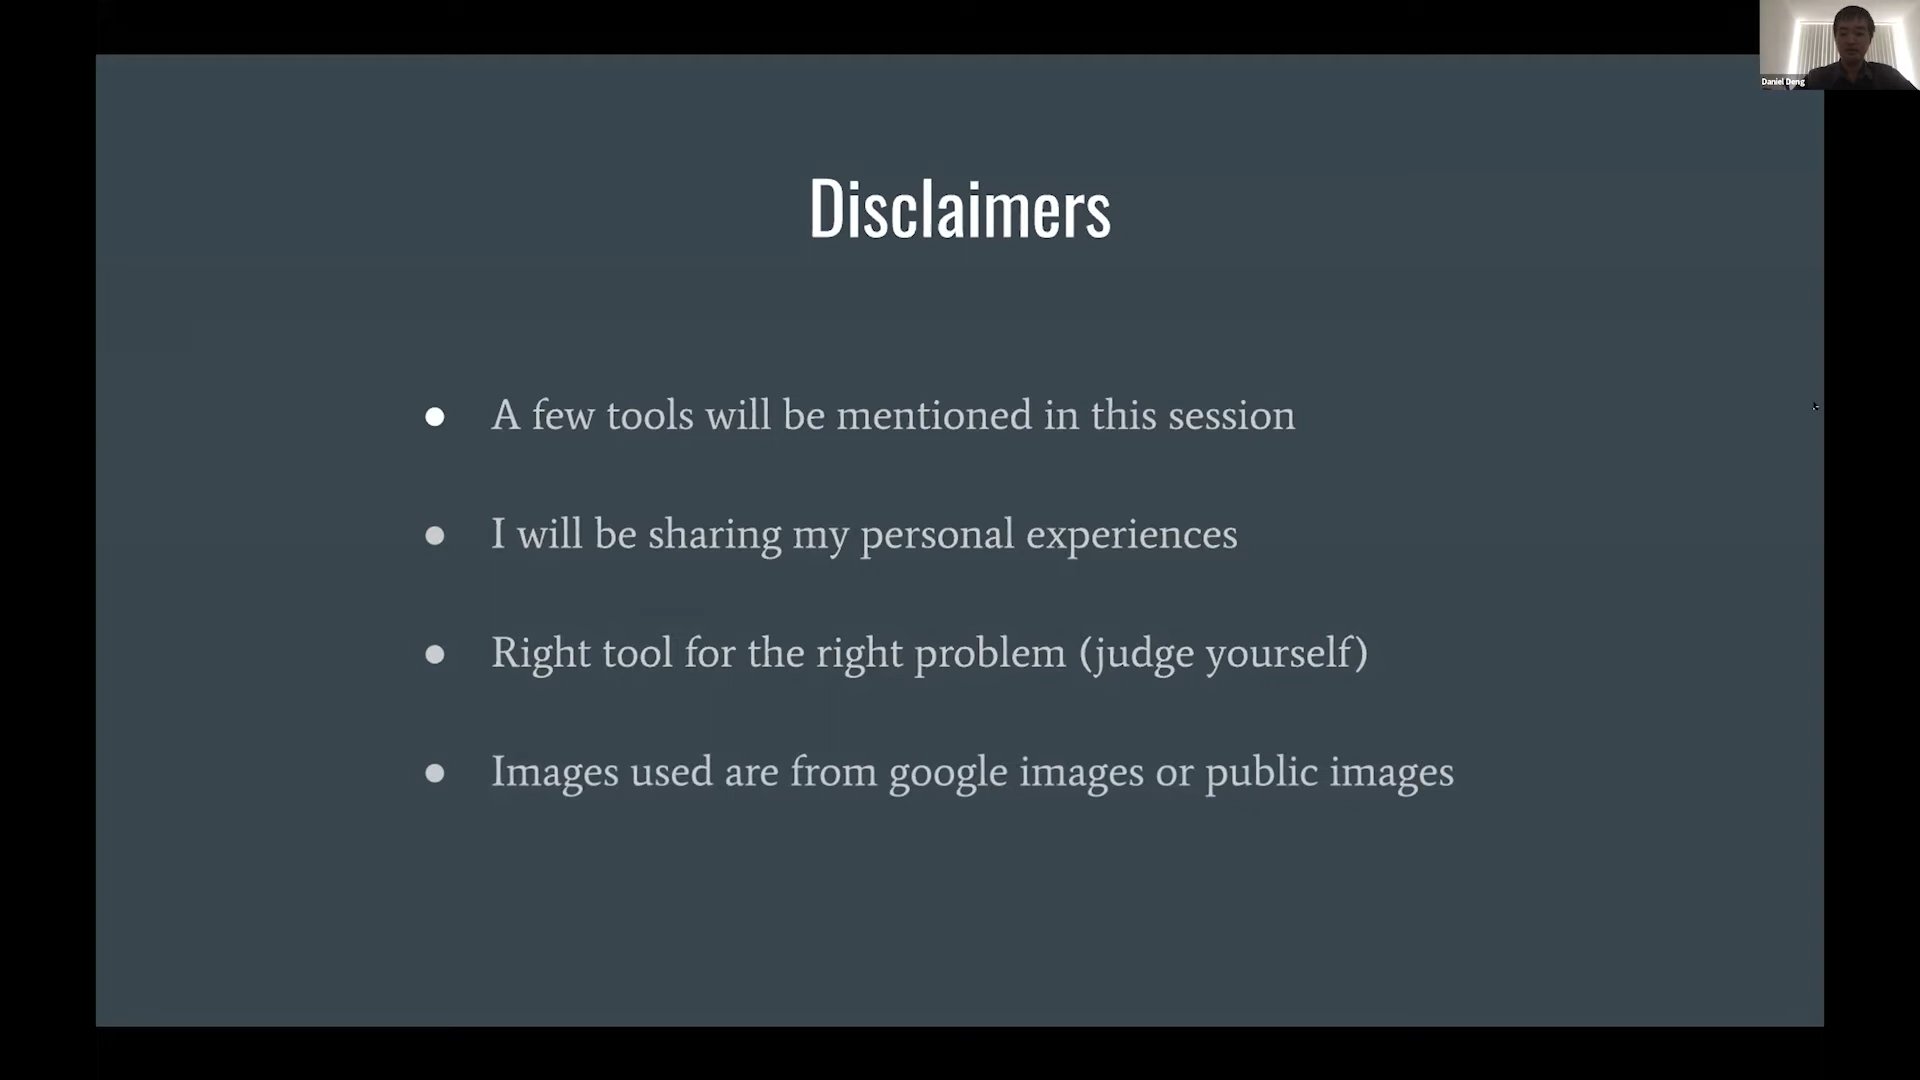 Daniel Deng
Disclaimers
● A few tools will be mentioned in this session
● I will be sharing my personal experiences
● Right tool for the right problem (judge yourself)
● Images used are from google images or public images